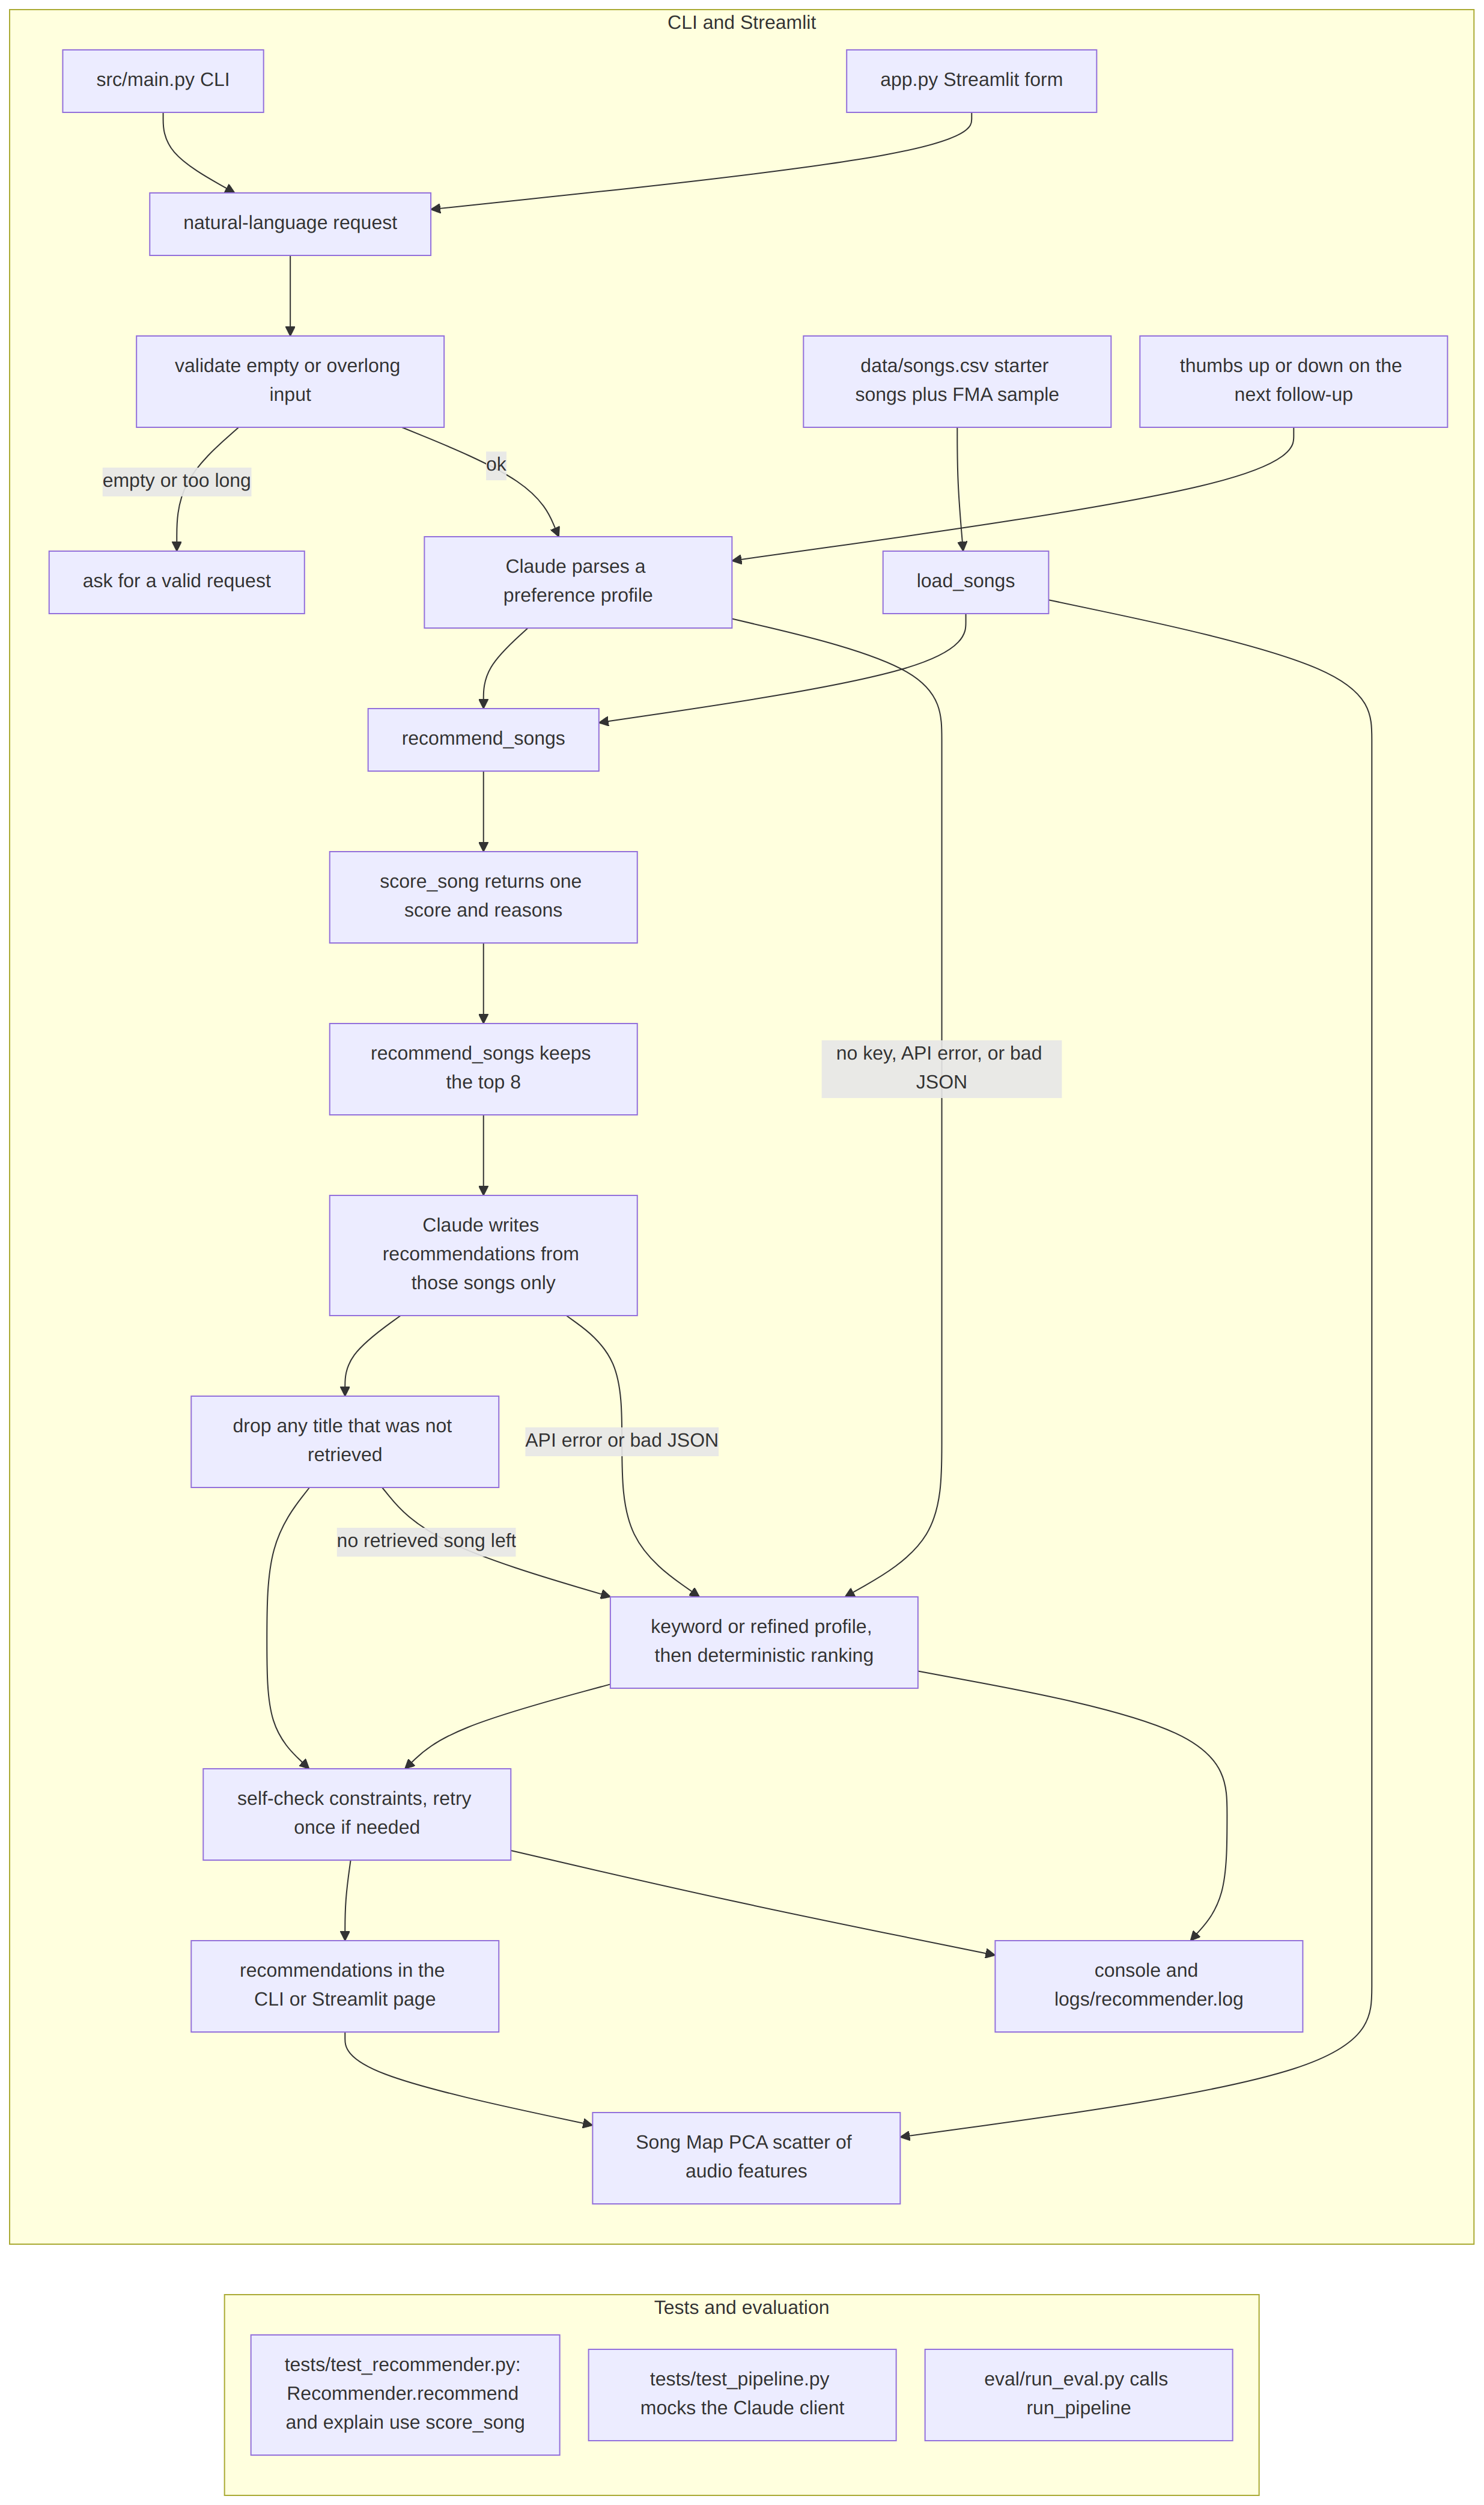 CLI and Streamlit
src/main.py CLI
app.py Streamlit form
natural-language request
validate empty or overlong
input
data/songs.csv starter
songs plus FMA sample
thumbs up or down on the
next follow-up
empty or too long
ok
ask for a valid request
Claude parses a
preference profile
load_songs
recommend_songs
score_song returns one
score and reasons
recommend_songs keeps
the top 8
no key, API error, or bad
JSON
Claude writes
recommendations from
those songs only
drop any title that was not
retrieved
API error or bad JSON
no retrieved song left
keyword or refined profile,
then deterministic ranking
self-check constraints, retry
once if needed
recommendations in the
CLI or Streamlit page
console and
logs/recommender.log
Song Map PCA scatter of
audio features
Tests and evaluation
tests/test_recommender.py:
Recommender.recommend
and explain use score_song
tests/test_pipeline.py
mocks the Claude client
eval/run_eval.py calls
run_pipeline